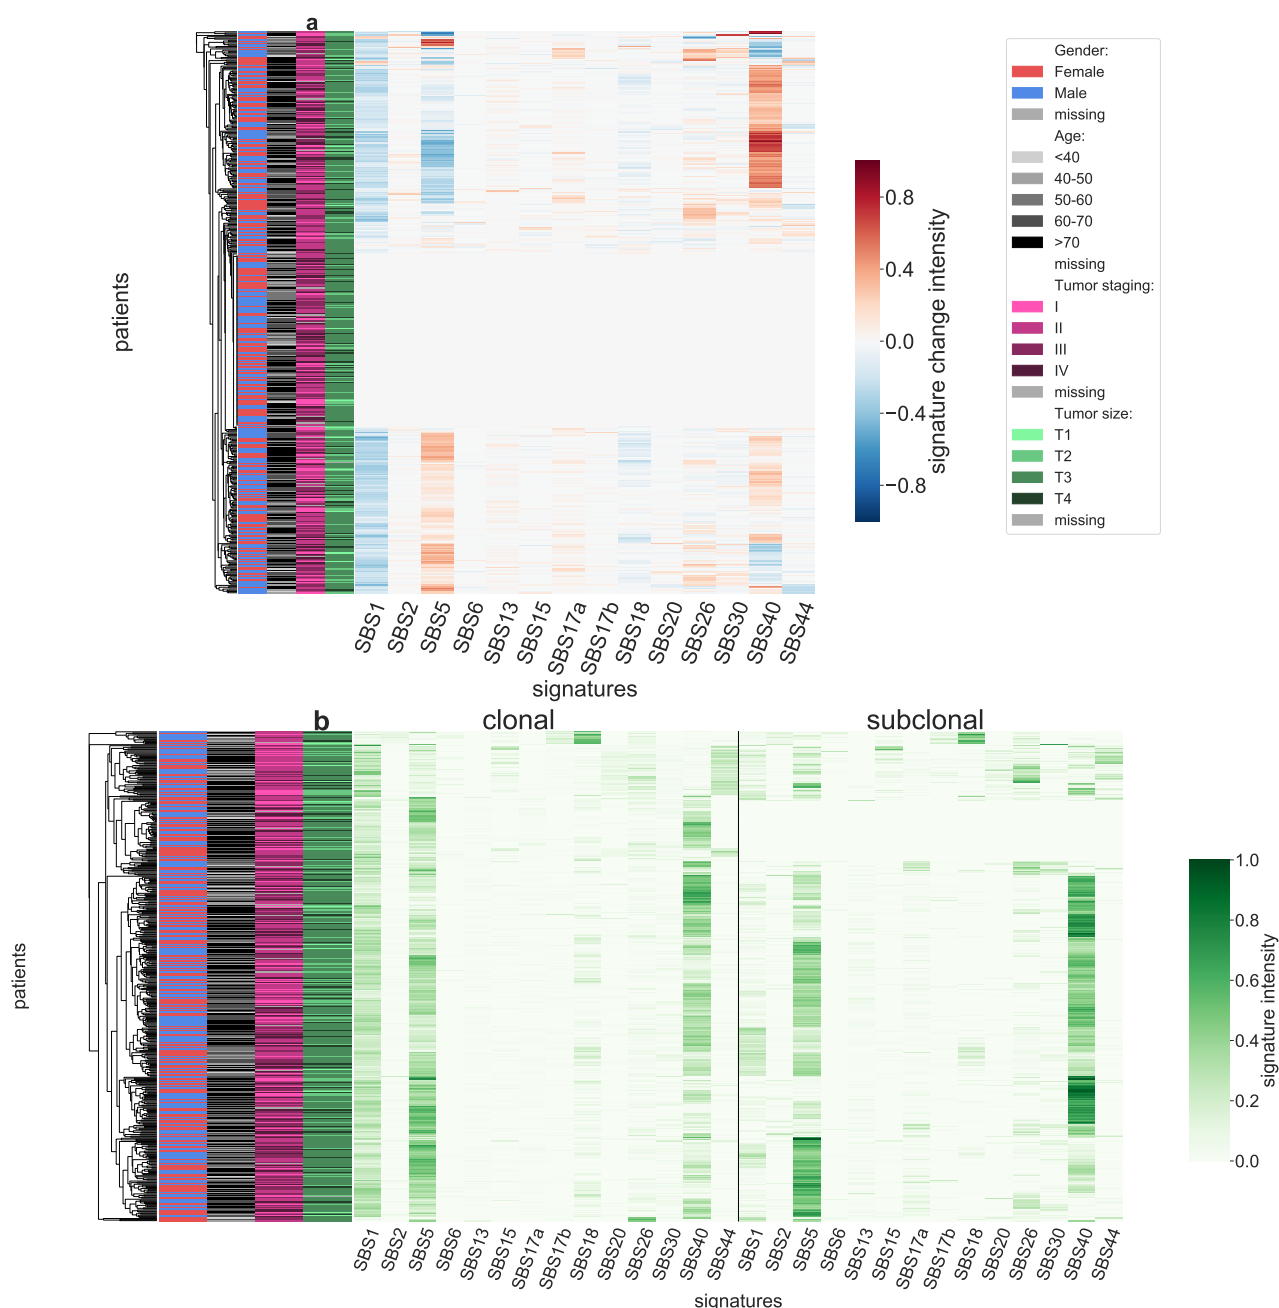 a
patients
SBS1
SBS2
SBS5
SBS6
SBS13
SBS15
SBS17a
SBS17b
SBS18
SBS20
SBS26
SBS30
SBS40
SBS44
signatures
0.8
0.4
0.0
−0.4
−0.8
signature change intensity
Gender:
Female
Male
missing
Age:
<40
40-50
50-60
60-70
>70
missing
Tumor staging:
I
II
III
IV
missing
Tumor size:
T1
T2
T3
T4
missing
b
clonal
subclonal
patients
SBS1
SBS2
SBS5
SBS6
SBS13
SBS15
SBS17a
SBS17b
SBS18
SBS20
SBS26
SBS30
SBS40
SBS44
SBS1
SBS2
SBS5
SBS6
SBS13
SBS15
SBS17a
SBS17b
SBS18
SBS20
SBS26
SBS30
SBS40
SBS44
signatures
1.0
0.8
0.6
0.4
0.2
0.0
signature intensity